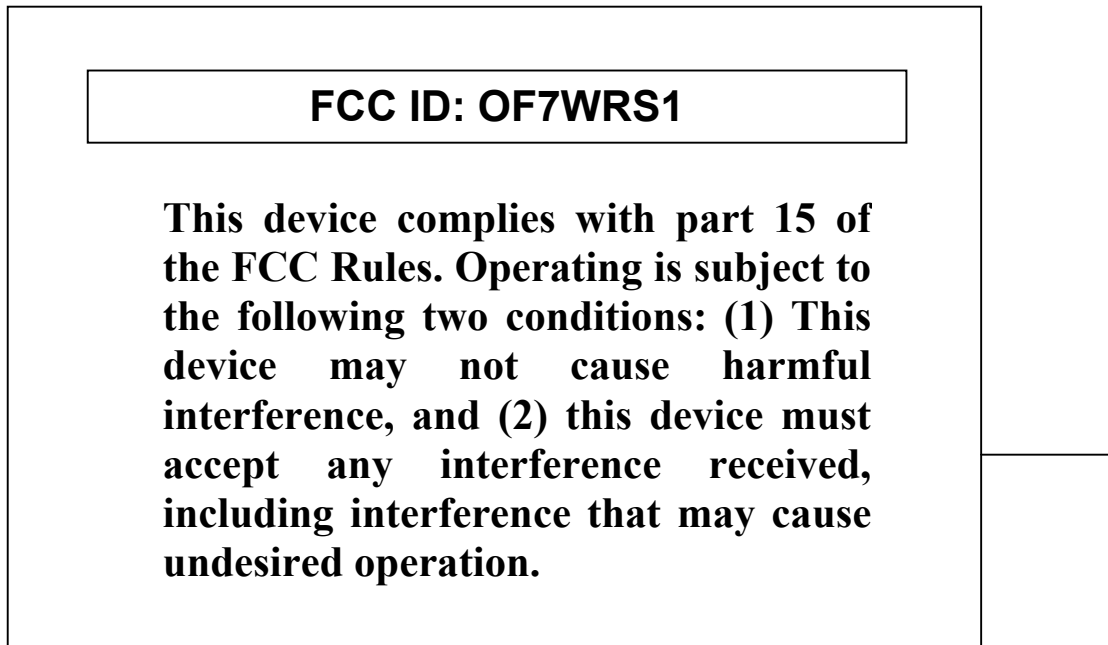 FCC ID: OF7WRS1
This device complies with part 15 of
the FCC Rules. Operating is subject to
the following two conditions: (1) This
device may not cause harmful
interference, and (2) this device must
accept any interference received,
including interference that may cause
undesired operation.